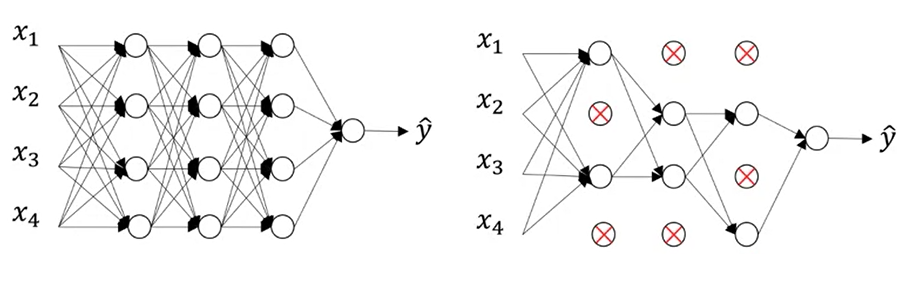 x₁
x₂
x₃
x₄
ŷ
x₁
x₂
x₃
x₄
ŷ